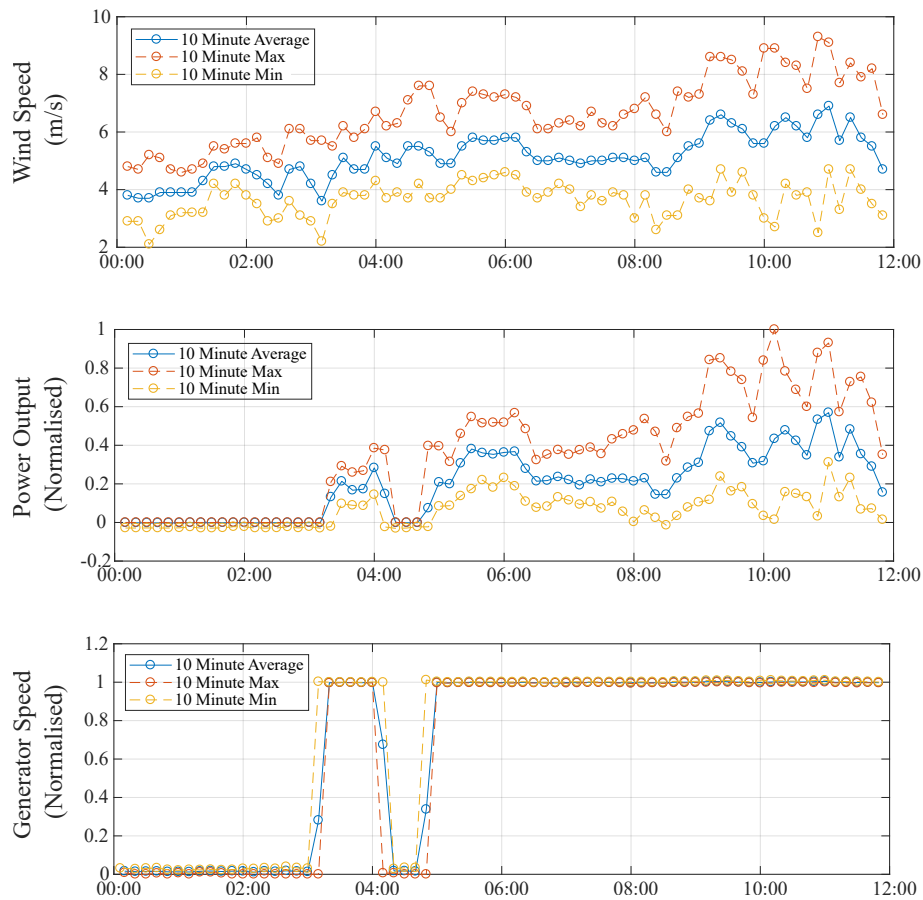 Wind Speed
(m/s)
10
8
6
4
2
10 Minute Average
10 Minute Max
10 Minute Min
00:00 02:00 04:00 06:00 08:00 10:00 12:00
Power Output
(Normalised)
1
0.8
0.6
0.4
0.2
0
-0.2
10 Minute Average
10 Minute Max
10 Minute Min
00:00 02:00 04:00 06:00 08:00 10:00 12:00
Generator Speed
(Normalised)
1.2
1
0.8
0.6
0.4
0.2
0
10 Minute Average
10 Minute Max
10 Minute Min
00:00 02:00 04:00 06:00 08:00 10:00 12:00